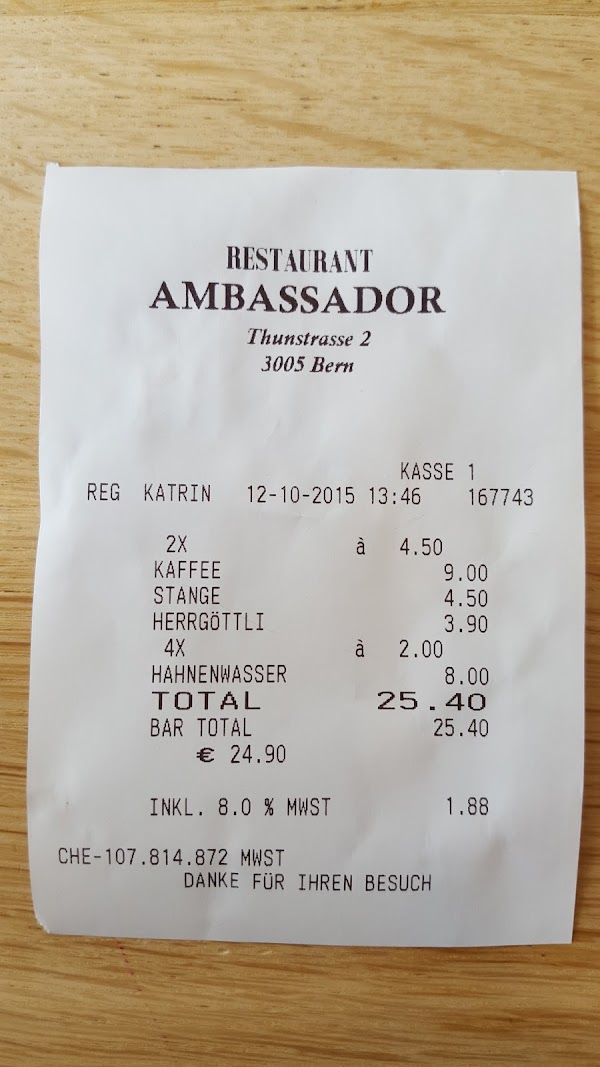 RESTAURANT
AMBASSADOR
Thunstrasse 2
3005 Bern
KASSE 1
REG KATRIN 12-10-2015 13:46 167743
2X à 4.50
KAFFEE 9.00
STANGE 4.50
HERRGÖTTLI 3.90
4X à 2.00
HAHNENWASSER 8.00
TOTAL 25.40
BAR TOTAL 25.40
€ 24.90
INKL. 8.0 % MWST 1.88
CHE-107.814.872 MWST
DANKE FÜR IHREN BESUCH